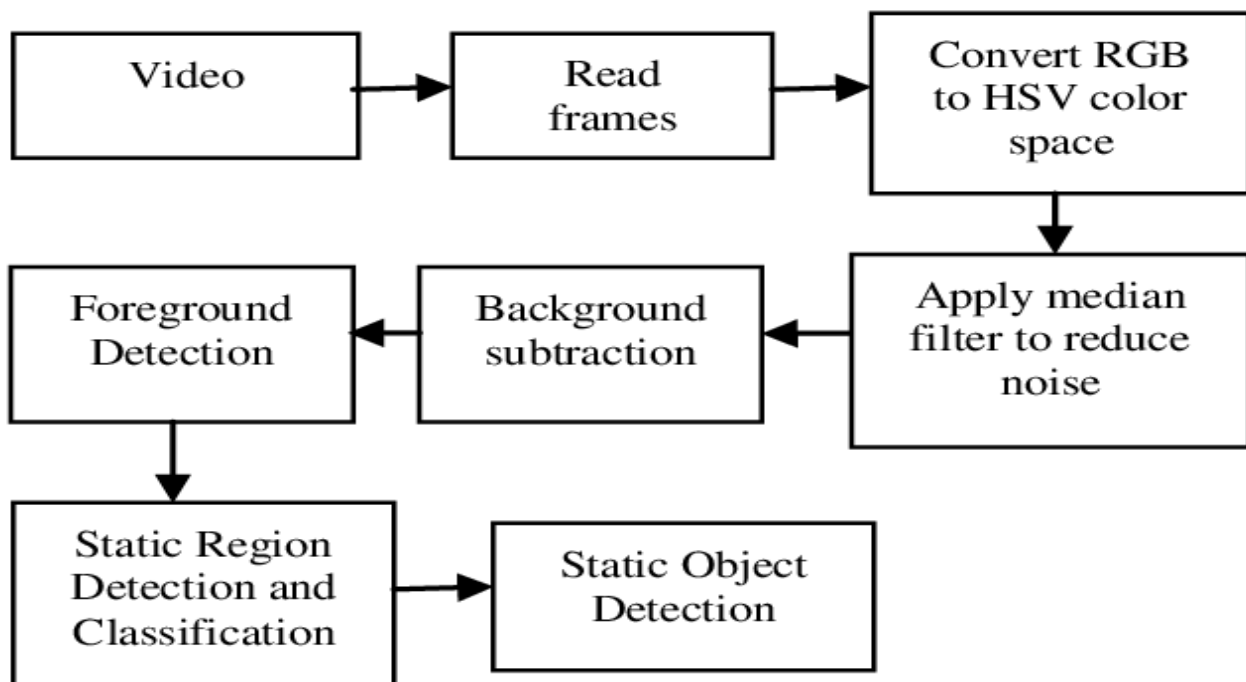 Video
Read
frames
Convert RGB
to HSV color
space
Apply median
filter to reduce
noise
Background
subtraction
Foreground
Detection
Static Region
Detection and
Classification
Static Object
Detection